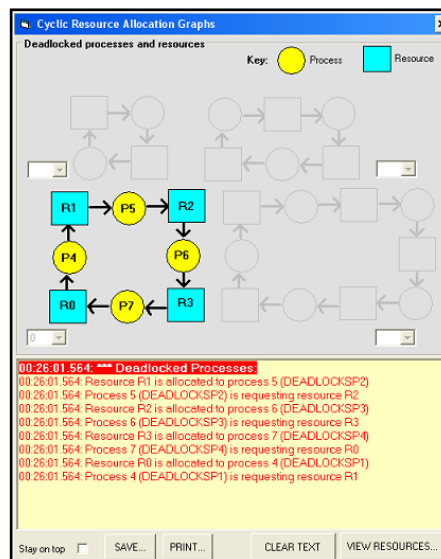 Cyclic Resource Allocation Graphs
Deadlocked processes and resources
Key: Process Resource
R1 P5 R2
P4 P6
R0 P7 R3
0
00:26:01.564: *** Deadlocked Processes:
00:26:01.564: Resource R1 is allocated to process 5 (DEADLOCKSP2)
00:26:01.564: Process 5 (DEADLOCKSP2) is requesting resource R2
00:26:01.564: Resource R2 is allocated to process 6 (DEADLOCKSP3)
00:26:01.564: Process 6 (DEADLOCKSP3) is requesting resource R3
00:26:01.564: Resource R3 is allocated to process 7 (DEADLOCKSP4)
00:26:01.564: Process 7 (DEADLOCKSP4) is requesting resource R0
00:26:01.564: Resource R0 is allocated to process 4 (DEADLOCKSP1)
00:26:01.564: Process 4 (DEADLOCKSP1) is requesting resource R1
Stay on top SAVE... PRINT... CLEAR TEXT VIEW RESOURCES...